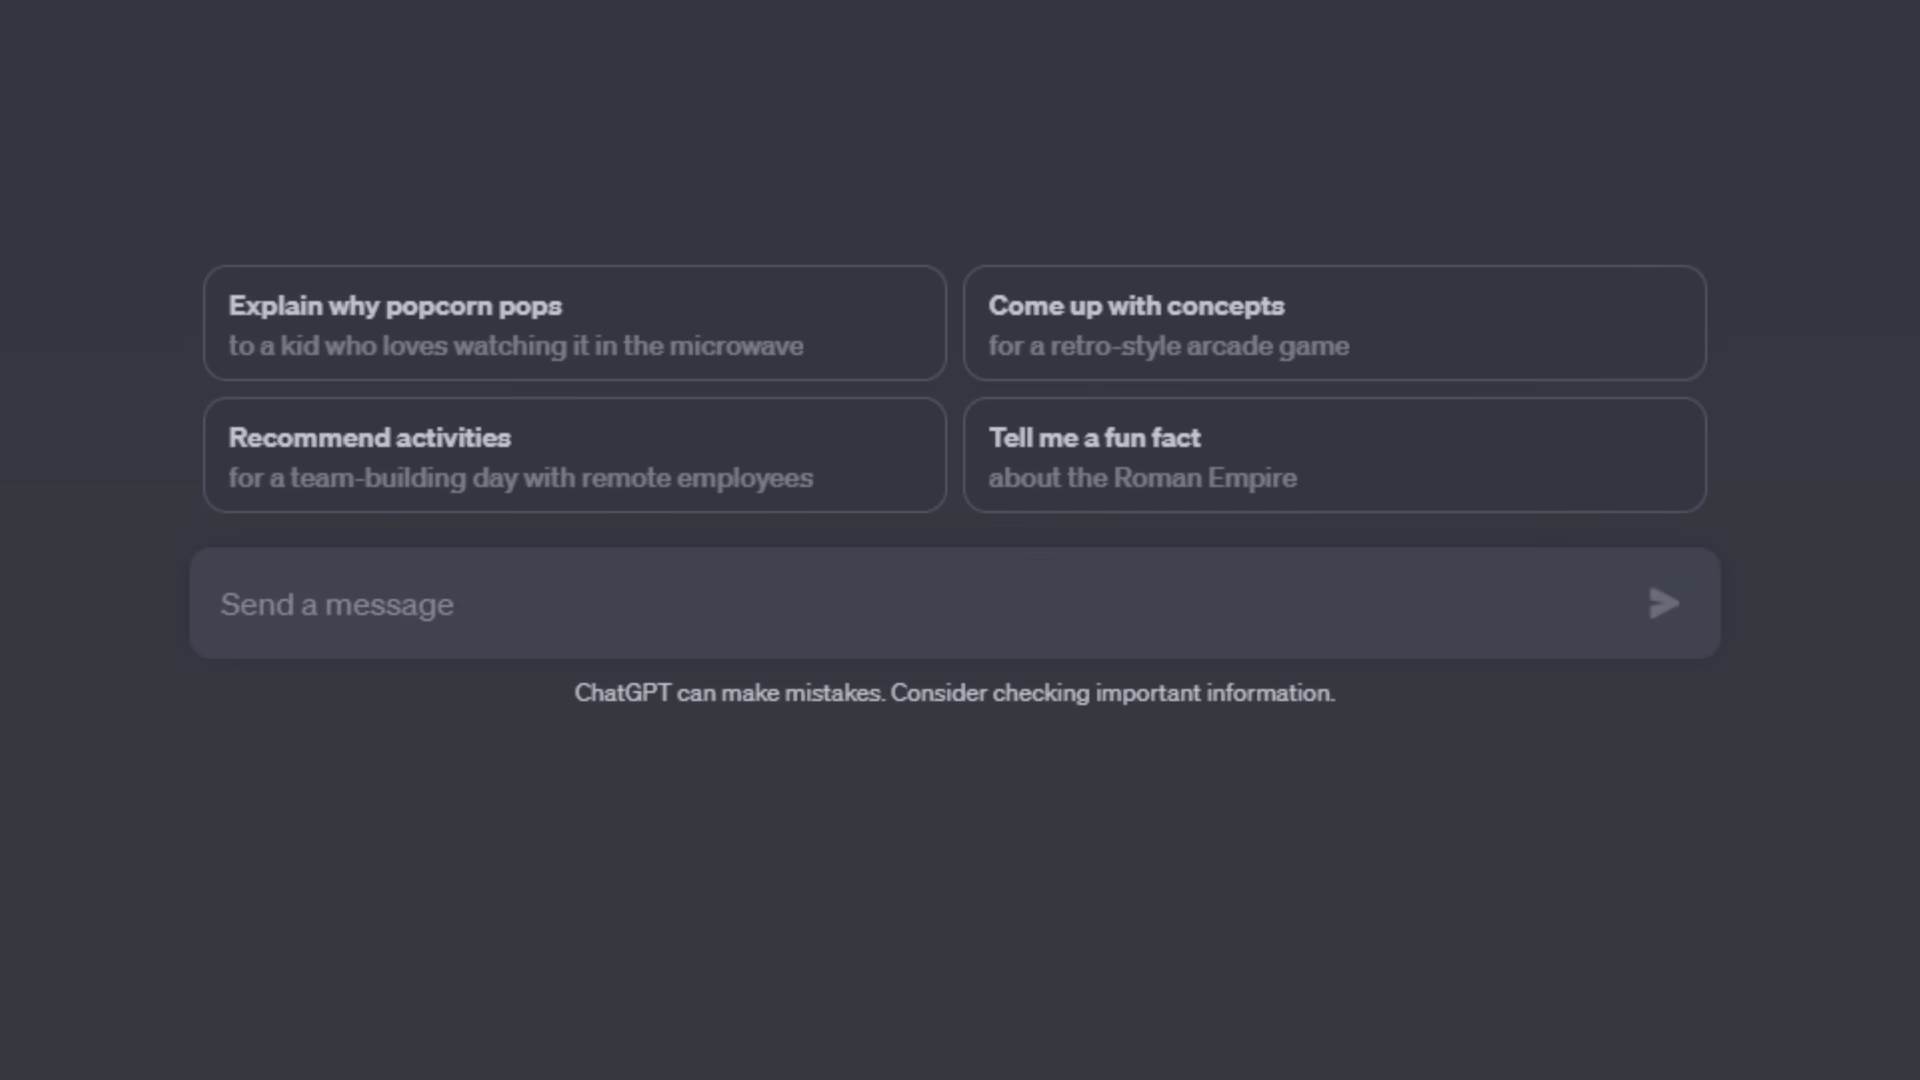 Explain why popcorn pops
to a kid who loves watching it in the microwave
Come up with concepts
for a retro-style arcade game
Recommend activities
for a team-building day with remote employees
Tell me a fun fact
about the Roman Empire
Send a message
ChatGPT can make mistakes. Consider checking important information.